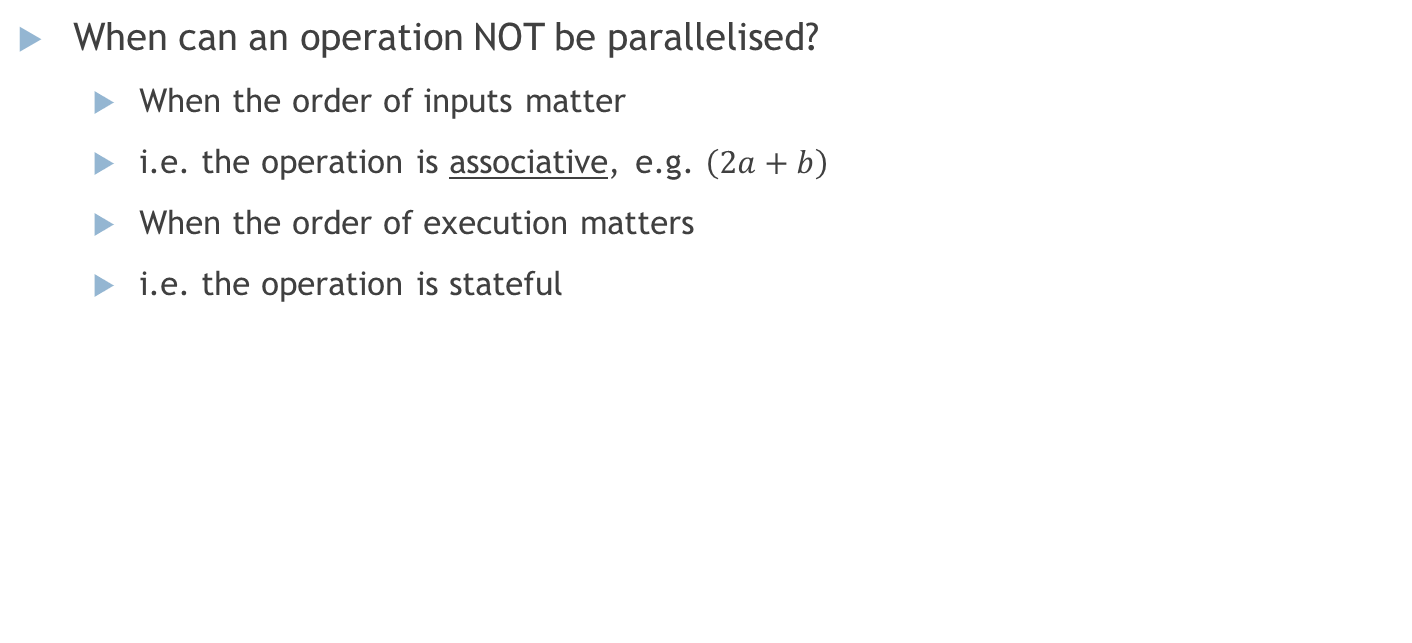 When can an operation NOT be parallelised?
When the order of inputs matter
i.e. the operation is associative, e.g. (2𝑎 + 𝑏)
When the order of execution matters
i.e. the operation is stateful